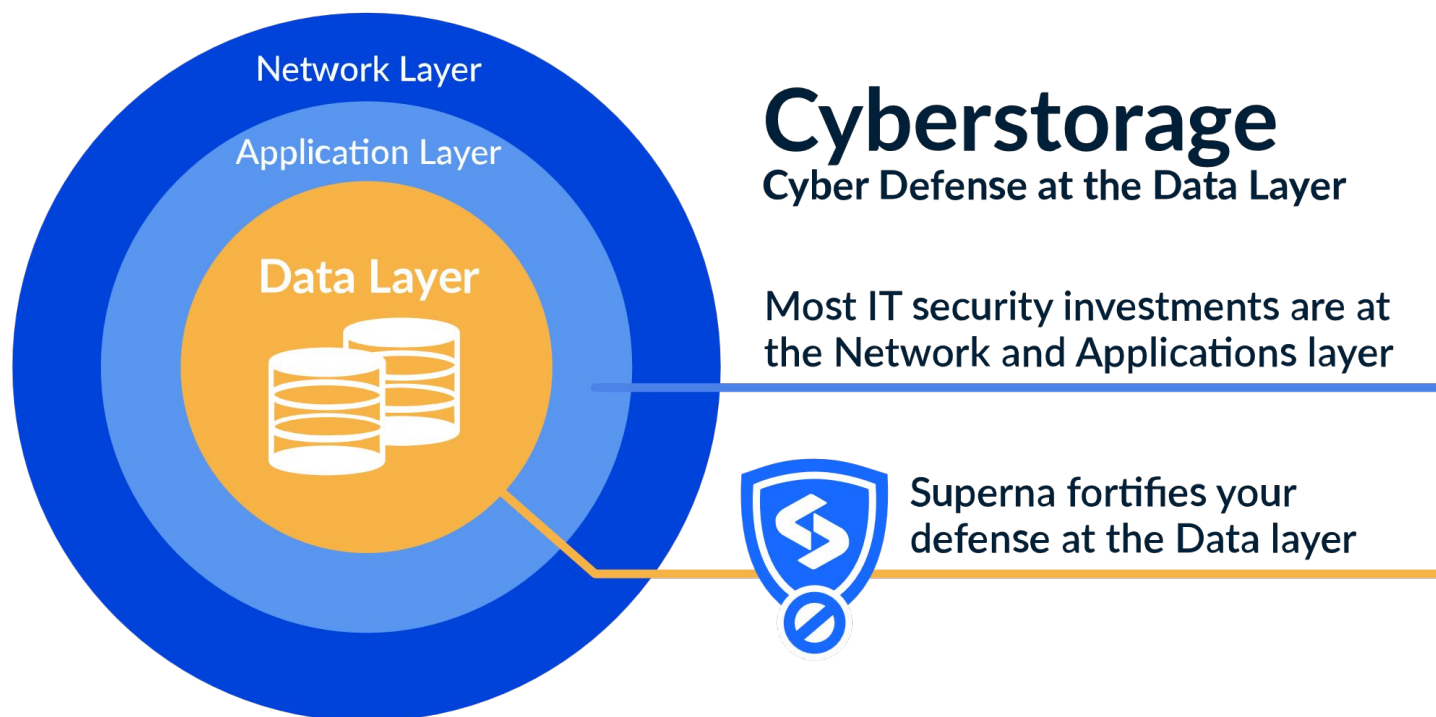 Network Layer
Application Layer
Data Layer
Cyberstorage
Cyber Defense at the Data Layer
Most IT security investments are at
the Network and Applications layer
Superna fortifies your
defense at the Data layer